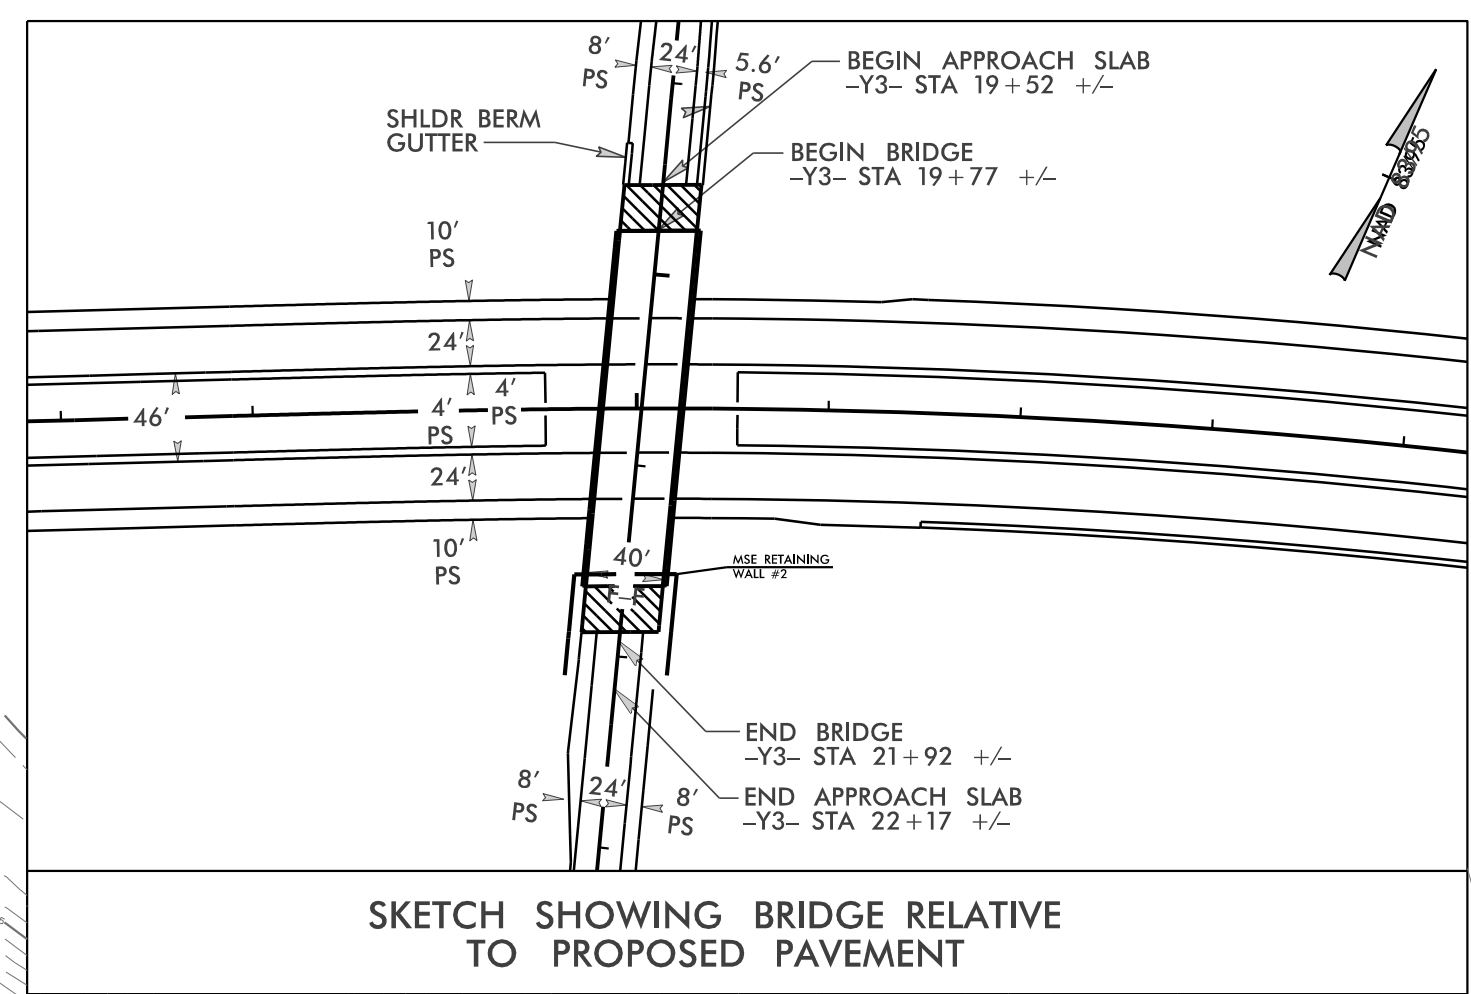 8'
PS
24'
5.6'
PS
BEGIN APPROACH SLAB
-Y3- STA 19+52 +/-
SHLDR BERM
GUTTER
BEGIN BRIDGE
-Y3- STA 19+77 +/-
10'
PS
24'
46'
4'
PS
4'
PS
24'
10'
PS
40'
MSE RETAINING
WALL #2
END BRIDGE
-Y3- STA 21+92 +/-
8'
PS
24'
8'
PS
END APPROACH SLAB
-Y3- STA 22+17 +/-
SKETCH SHOWING BRIDGE RELATIVE
TO PROPOSED PAVEMENT